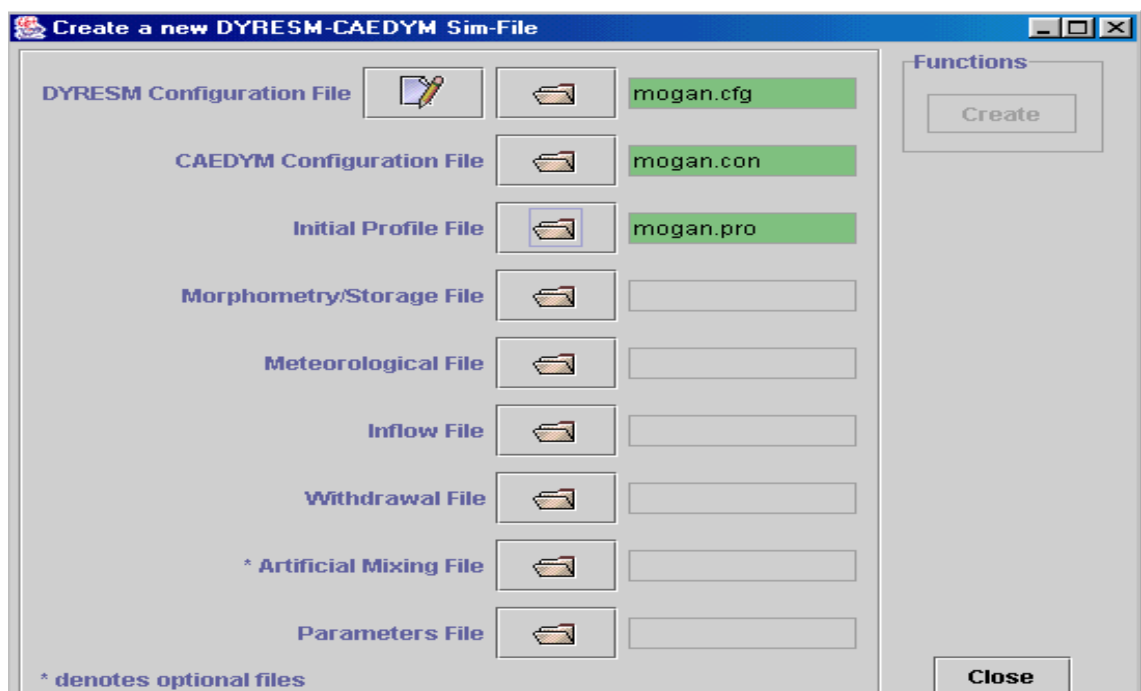 Create a new DYRESM-CAEDYM Sim-File
Functions
DYRESM Configuration File mogan.cfg
Create
CAEDYM Configuration File mogan.con
Initial Profile File mogan.pro
Morphometry/Storage File
Meteorological File
Inflow File
Withdrawal File
* Artificial Mixing File
Parameters File
* denotes optional files
Close